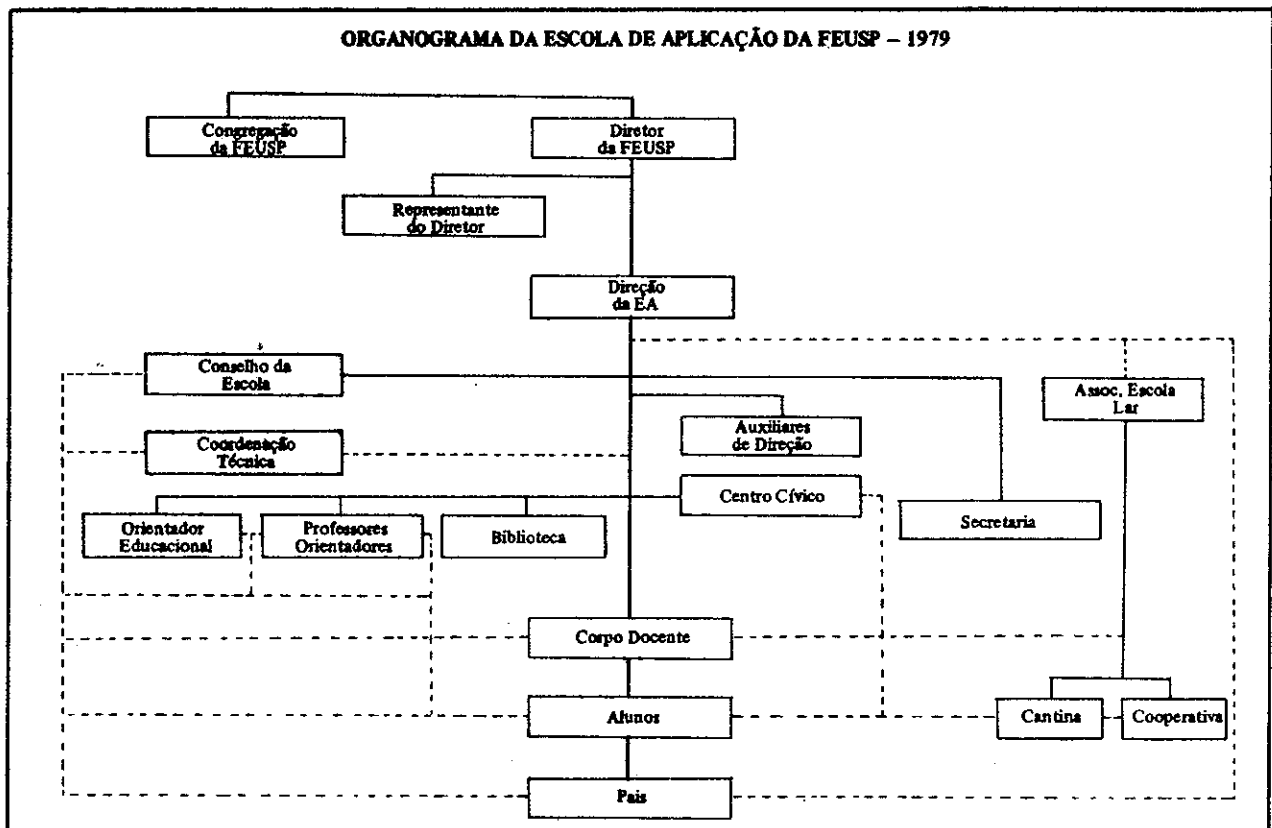 ORGANOGRAMA DA ESCOLA DE APLICAÇÃO DA FEUSP – 1979
Congregação
da FEUSP
Diretor
da FEUSP
Representante
do Diretor
Direção
da EA
Conselho da
Escola
Assoc. Escola
Lar
Auxiliares
de Direção
Coordenação
Técnica
Centro Cívico
Orientador
Educacional
Professores
Orientadores
Biblioteca
Secretaria
Corpo Docente
Alunos
Cantina
Cooperativa
Pais